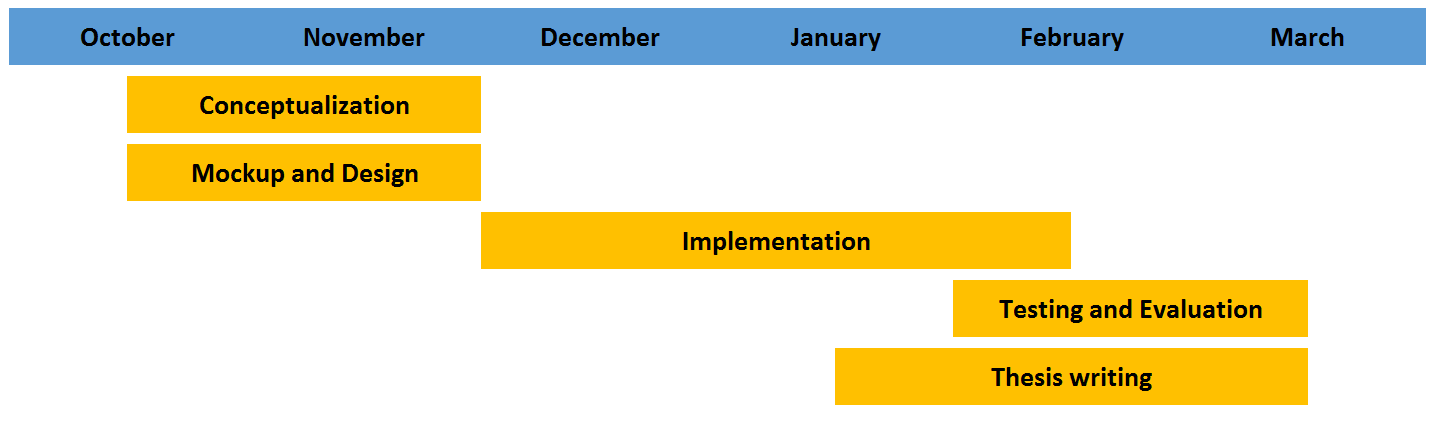 October November December January February March
Conceptualization
Mockup and Design
Implementation
Testing and Evaluation
Thesis writing